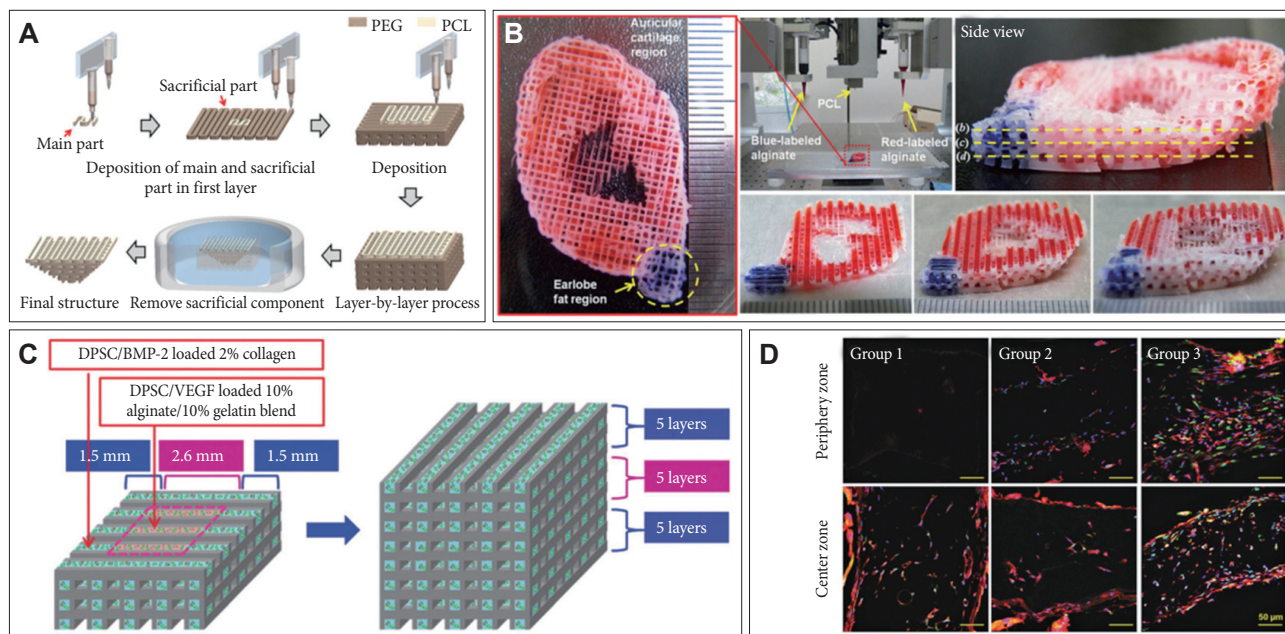 A
PEG
PCL
Sacrificial part
Main part
Deposition of main and sacrificial
part in first layer
Deposition
Final structure
Remove sacrificial component
Layer-by-layer process
B
Auricular
cartilage
region
Earlobe
fat region
PCL
Blue-labeled
alginate
Red-labeled
alginate
Side view
(b)
(c)
(d)
C
DPSC/BMP-2 loaded 2% collagen
DPSC/VEGF loaded 10%
alginate/10% gelatin blend
1.5 mm
2.6 mm
1.5 mm
5 layers
5 layers
5 layers
D
Group 1
Group 2
Group 3
Periphery zone
Center zone
50 μm